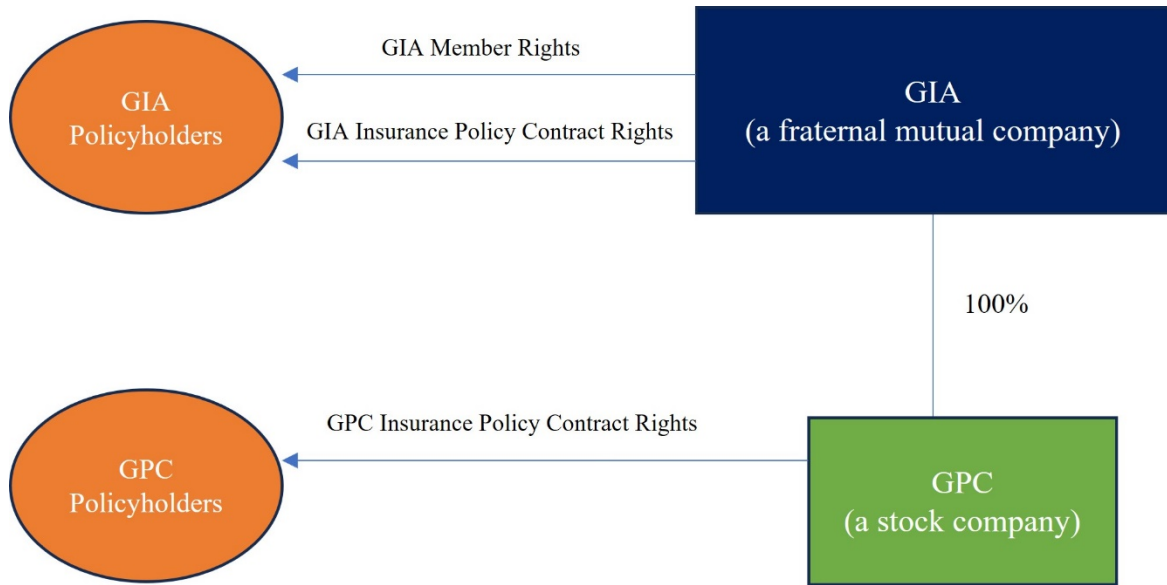 GIA Member Rights
GIA
Policyholders
GIA Insurance Policy Contract Rights
GIA
(a fraternal mutual company)
100%
GPC Insurance Policy Contract Rights
GPC
Policyholders
GPC
(a stock company)